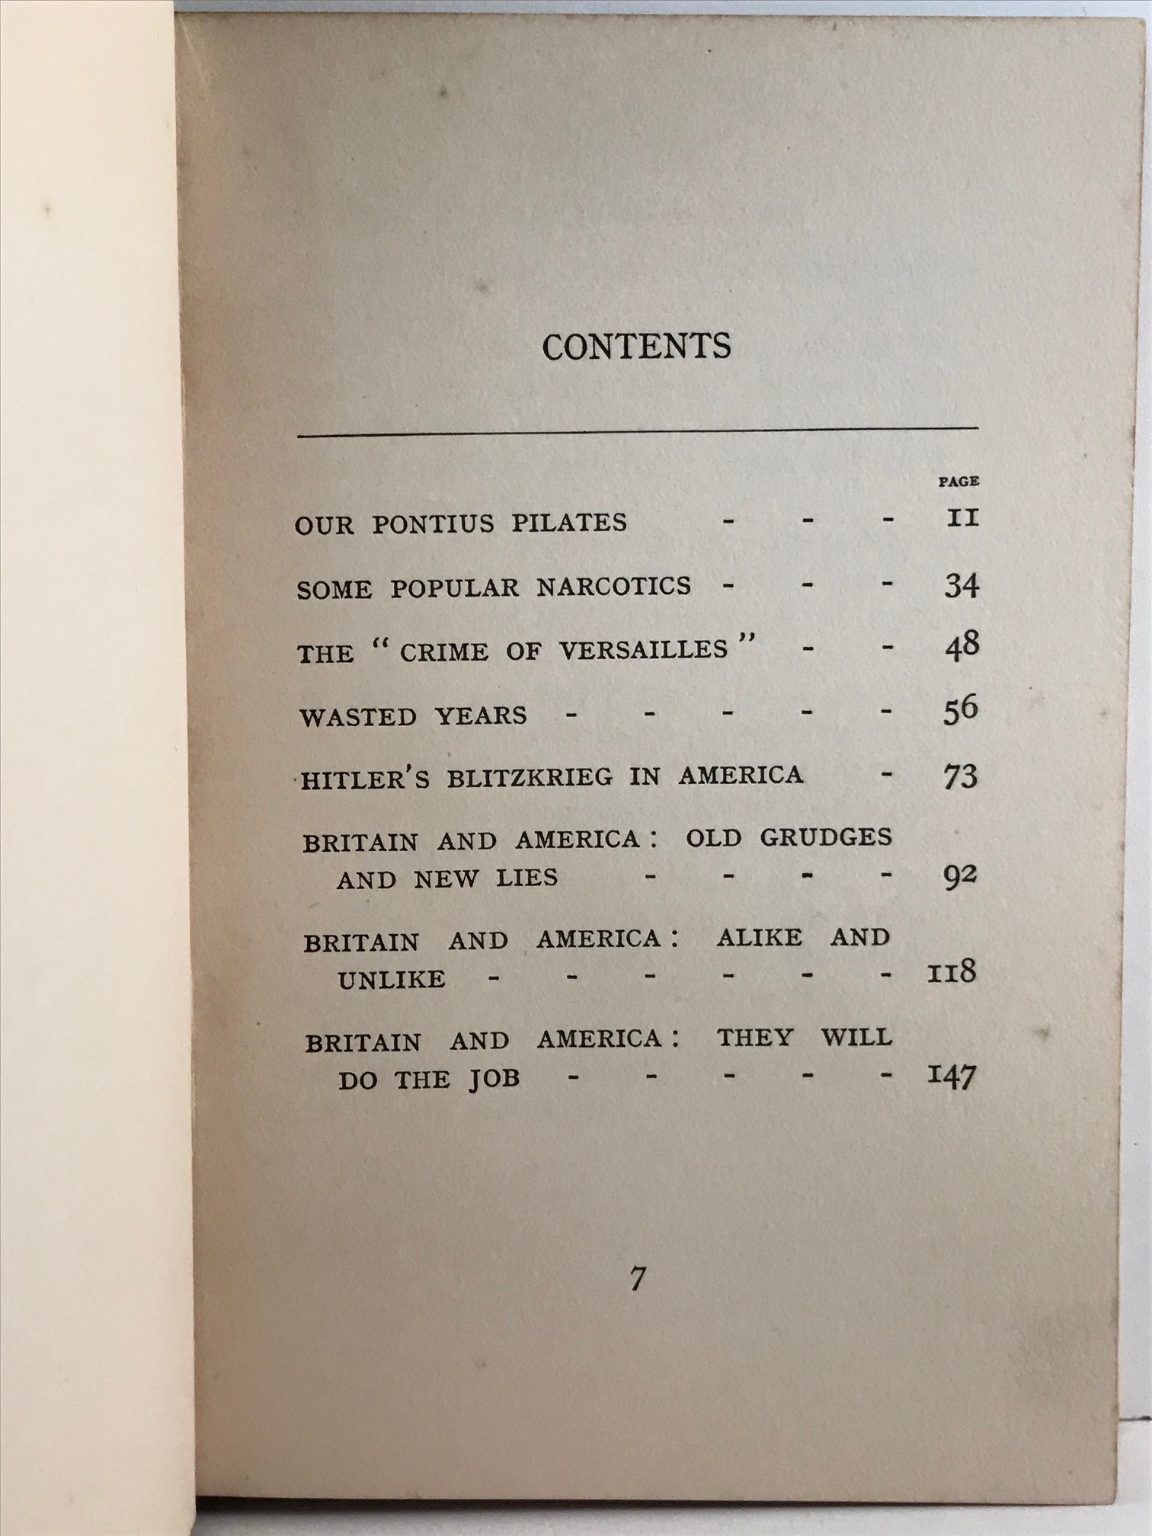 CONTENTS
PAGE
OUR PONTIUS PILATES - - - 11
SOME POPULAR NARCOTICS - - - 34
THE “ CRIME OF VERSAILLES ” - - 48
WASTED YEARS - - - - - 56
HITLER'S BLITZKRIEG IN AMERICA - 73
BRITAIN AND AMERICA : OLD GRUDGES
AND NEW LIES - - - - 92
BRITAIN AND AMERICA : ALIKE AND
UNLIKE - - - - - - 118
BRITAIN AND AMERICA : THEY WILL
DO THE JOB - - - - - 147
7